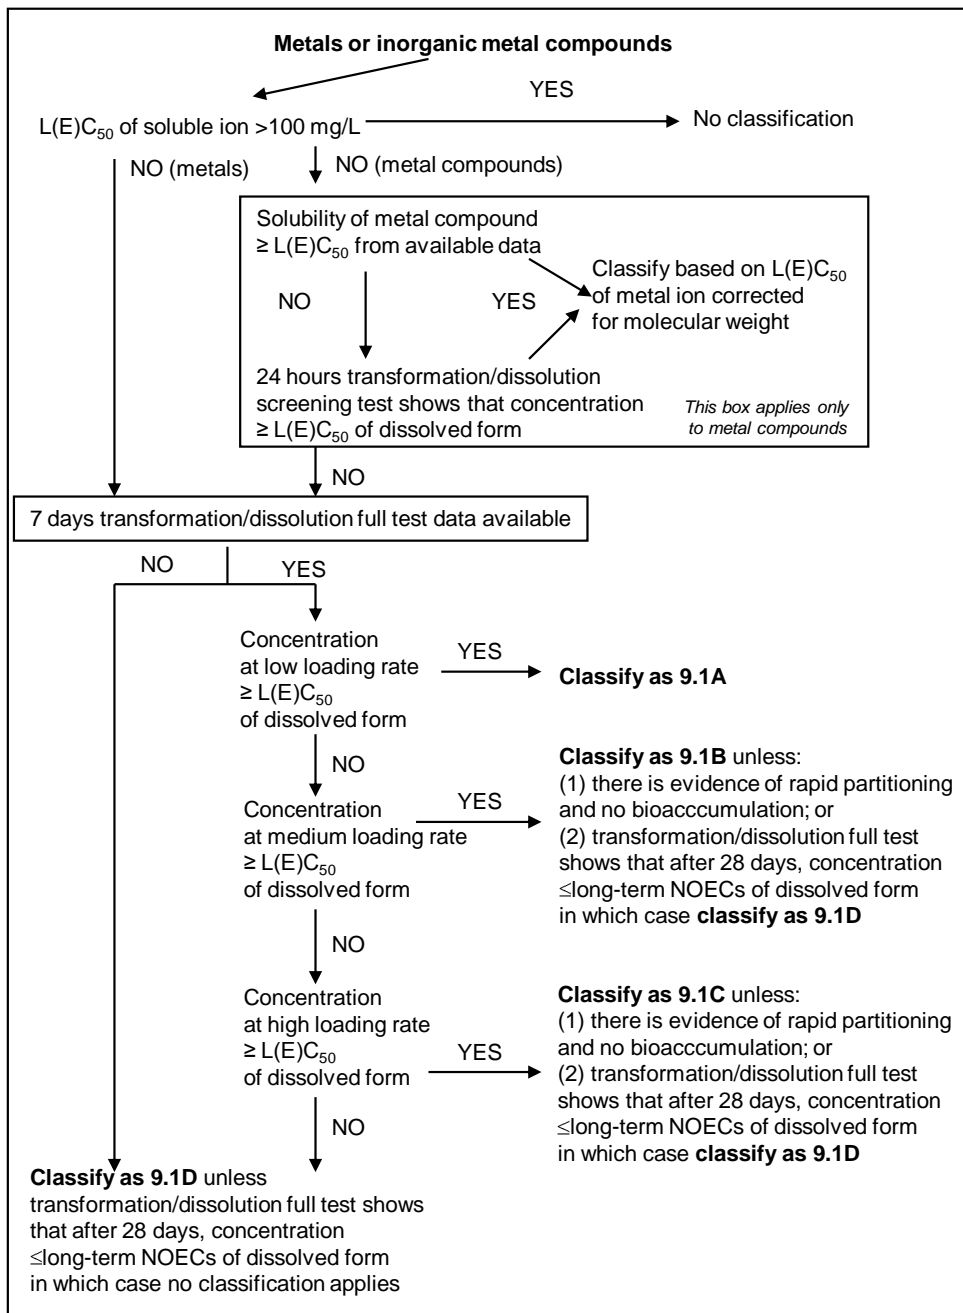 Metals or inorganic metal compounds
YES
L(E)C50 of soluble ion >100 mg/L
No classification
NO (metals)
NO (metal compounds)
Solubility of metal compound
≥ L(E)C50 from available data
Classify based on L(E)C50
of metal ion corrected
for molecular weight
NO
YES
24 hours transformation/dissolution
screening test shows that concentration
≥ L(E)C50 of dissolved form
This box applies only
to metal compounds
NO
7 days transformation/dissolution full test data available
NO
YES
Concentration
at low loading rate
≥ L(E)C50
of dissolved form
YES
Classify as 9.1A
NO
Concentration
at medium loading rate
≥ L(E)C50
of dissolved form
YES
Classify as 9.1B unless:
(1) there is evidence of rapid partitioning
and no bioacccumulation; or
(2) transformation/dissolution full test
shows that after 28 days, concentration
≤long-term NOECs of dissolved form
in which case classify as 9.1D
NO
Concentration
at high loading rate
≥ L(E)C50
of dissolved form
YES
Classify as 9.1C unless:
(1) there is evidence of rapid partitioning
and no bioacccumulation; or
(2) transformation/dissolution full test
shows that after 28 days, concentration
≤long-term NOECs of dissolved form
in which case classify as 9.1D
NO
Classify as 9.1D unless
transformation/dissolution full test shows
that after 28 days, concentration
≤long-term NOECs of dissolved form
in which case no classification applies